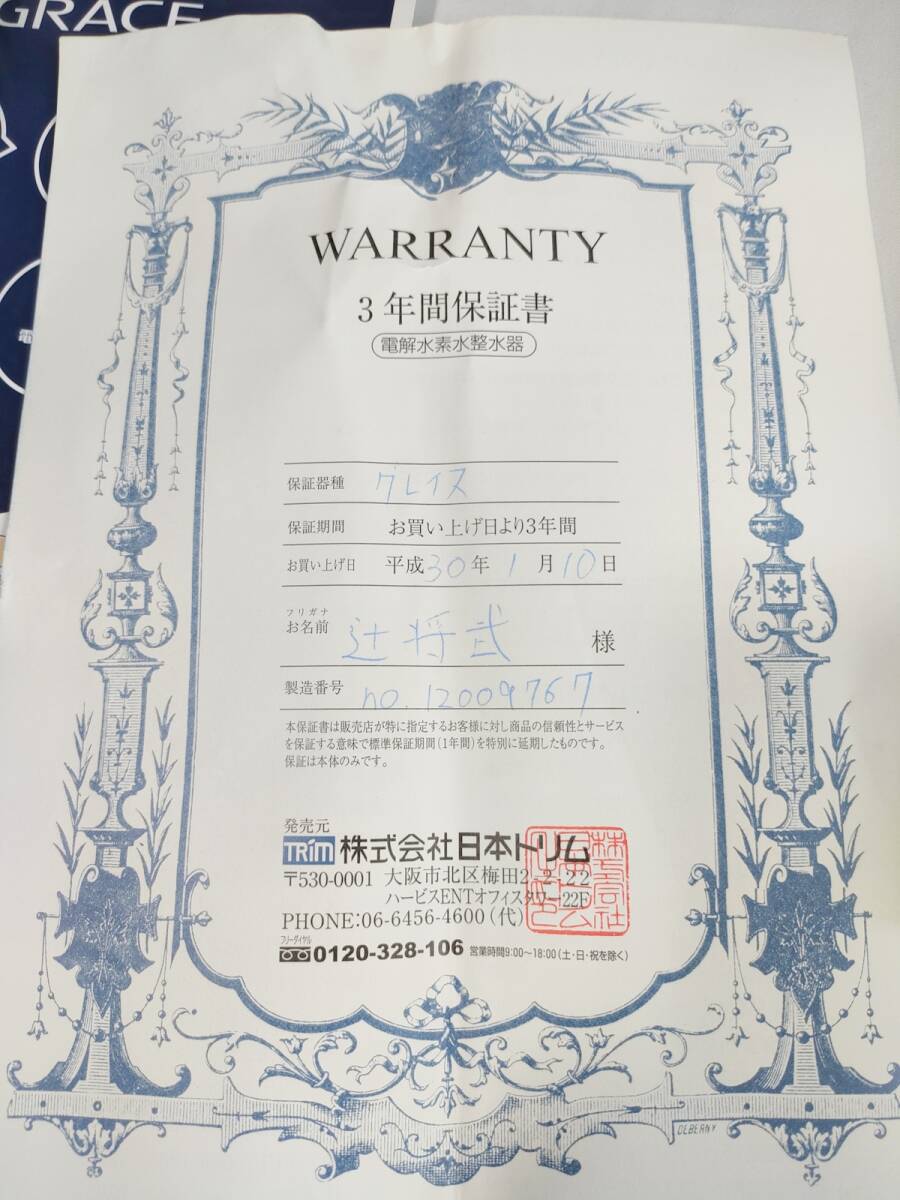 GRACE
WARRANTY
3年間保証書
電解水素水整水器
保証器種 グレイス
保証期間 お買い上げ日より3年間
お買い上げ日 平成30年1月10日
フリガナ
お名前 辻将武 様
製造番号 no.12009767
本保証書は販売店が特に指定するお客様に対し商品の信頼性とサービス
を保証する意味で標準保証期間(1年間)を特別に延期したものです。
保証は本体のみです。
発売元
TRIM 株式会社日本トリム
〒530-0001 大阪市北区梅田2-2-22
ハービスENTオフィスタワー22F
PHONE:06-6456-4600(代)
フリーダイヤル
0120-328-106 営業時間9:00〜18:00(土・日・祝を除く)
DEBERNY